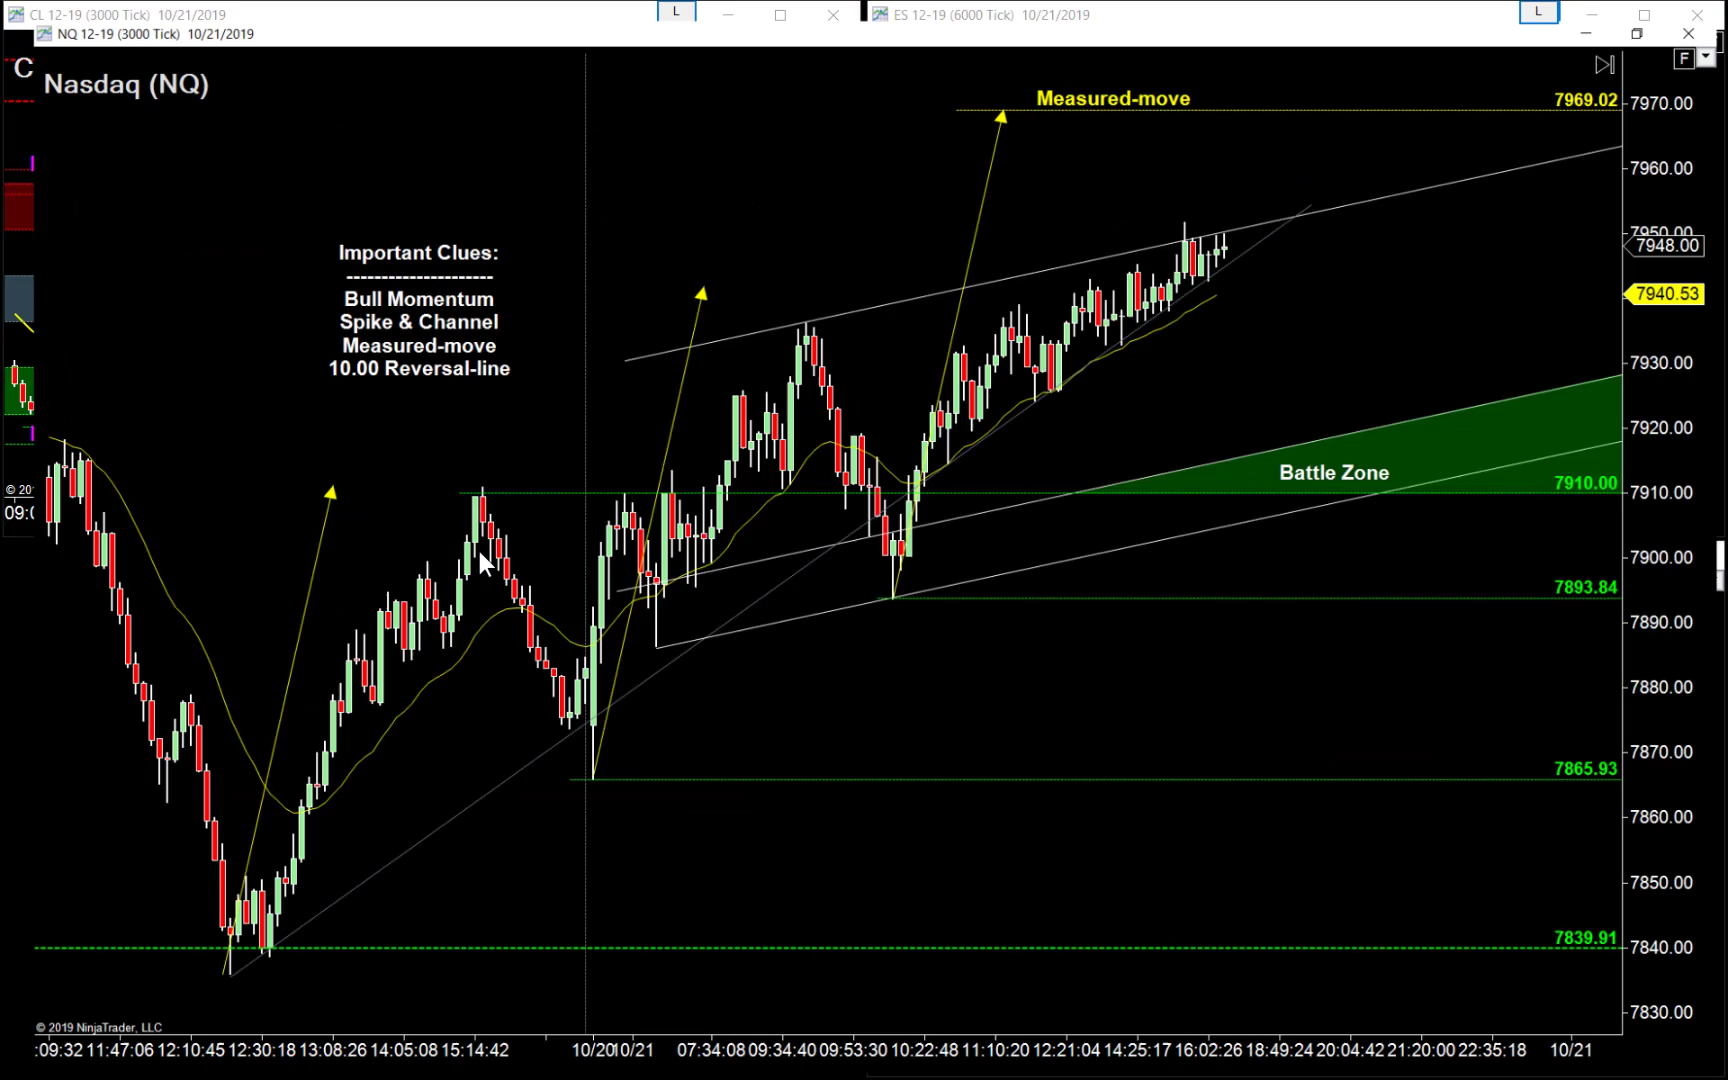 CL 12-19 (3000 Tick) 10/21/2019
L
ES 12-19 (6000 Tick) 10/21/2019
L
NQ 12-19 (3000 Tick) 10/21/2019
F
C
Nasdaq (NQ)
Measured-move
7969.02
7970.00
7960.00
7950.00
7948.00
7940.53
7930.00
7920.00
7910.00
7910.00
7900.00
7893.84
7890.00
7880.00
7870.00
7865.93
7860.00
7850.00
7839.91
7840.00
7830.00
Important Clues:
----------------------
Bull Momentum
Spike & Channel
Measured-move
10.00 Reversal-line
Battle Zone
© 20
09:0
© 2019 NinjaTrader, LLC
:09:32 11:47:06 12:10:45 12:30:18 13:08:26 14:05:08 15:14:42 10/20 10/21 07:34:08 09:34:40 09:53:30 10:22:48 11:10:20 12:21:04 14:25:17 16:02:26 18:49:24 20:04:42 21:20:00 22:35:18 10/21